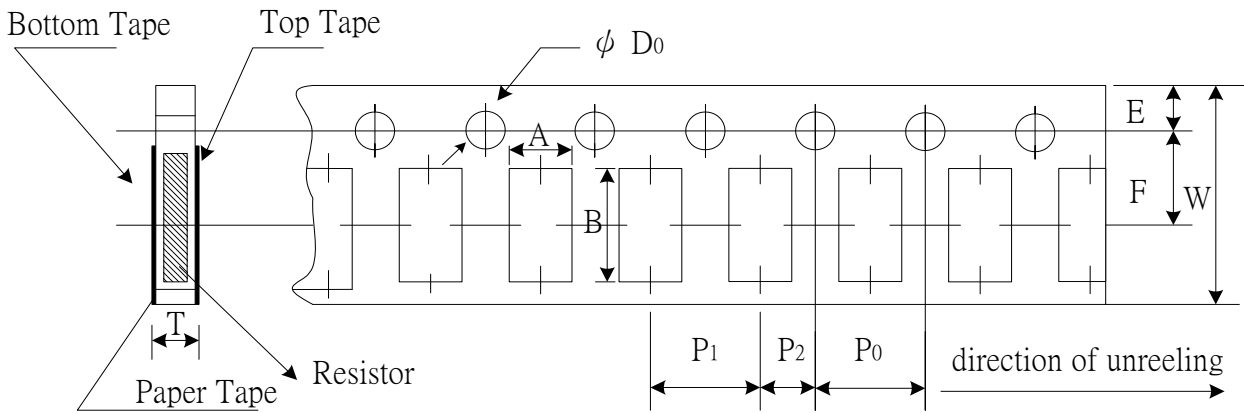 Bottom Tape
Top Tape
ϕ D0
A
B
E
F
W
T
P1
P2
P0
direction of unreeling
Resistor
Paper Tape